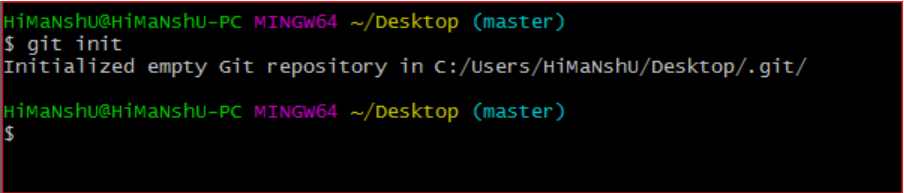 HiMaNshU@HiMaNshU-PC MINGW64 ~/Desktop (master)
$ git init
Initialized empty Git repository in C:/Users/HiMaNshU/Desktop/.git/
HiMaNshU@HiMaNshU-PC MINGW64 ~/Desktop (master)
$